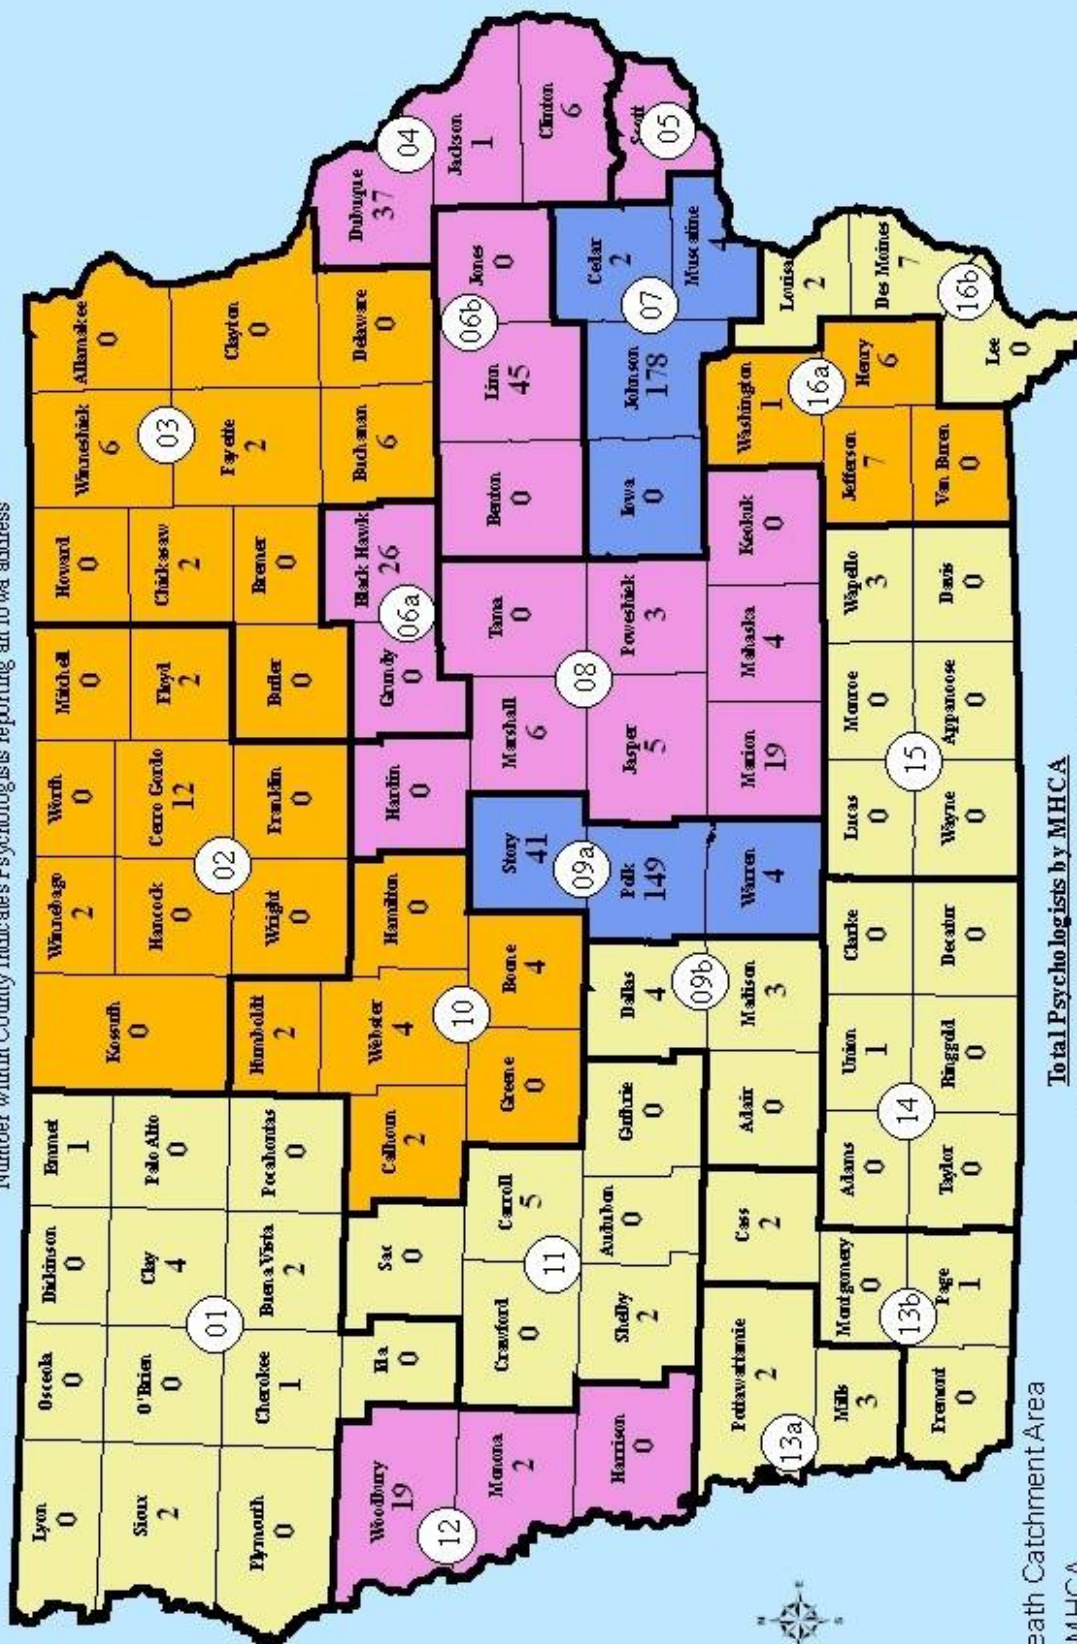 Number within County indicates Psychologists reporting an Iowa address
Lyon
0
Osceola
0
Dickinson
0
Emmet
1
Kossuth
0
Winnebago
2
Worth
0
Mitchell
0
Howard
0
Winneshiek
6
Allamakee
0
Sioux
2
O'Brien
0
Clay
4
Palo Alto
0
Hancock
0
Cerro Gordo
12
Floyd
2
Chickasaw
2
03
01
02
Fayette
2
Clayton
0
Plymouth
0
Cherokee
1
Buena Vista
2
Pocahontas
0
Humboldt
2
Wright
0
Franklin
0
Butler
0
Bremer
0
Woodbury
19
Ida
0
Sac
0
Calhoun
2
Webster
4
Hamilton
0
Hardin
0
Grundy
0
Black Hawk
26
Buchanan
6
Delaware
0
Dubuque
37
04
06a
12
11
10
06b
Monona
2
Crawford
0
Carroll
5
Greene
0
Boone
4
Story
41
Marshall
6
Tama
0
Benton
0
Linn
45
Jones
0
Jackson
1
Clinton
6
09a
08
Harrison
0
Shelby
2
Audubon
0
Guthrie
0
Dallas
4
Polk
149
Jasper
5
Poweshiek
3
Iowa
0
Johnson
178
Cedar
2
Scott
05
07
09b
Muscatine
4
Pottawattamie
2
Cass
2
Adair
0
Madison
3
Warren
4
Marion
19
Mahaska
4
Keokuk
0
Washington
1
Louisa
2
13a
16a
Mills
3
Montgomery
0
Adams
0
Union
1
Clarke
0
Lucas
0
Monroe
0
Wapello
3
Jefferson
7
Henry
6
Des Moines
7
13b
14
15
16b
Fremont
0
Page
1
Taylor
0
Ringgold
0
Decatur
0
Wayne
0
Appanoose
0
Davis
0
Van Buren
0
Lee
0
N
E
S
Total Psychologists by MHCA
eath Catchment Area
MHCA